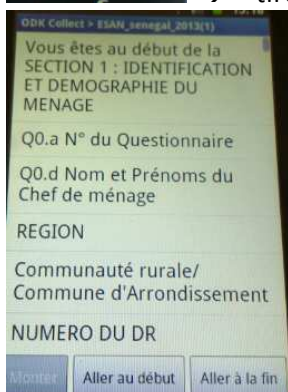 ODK Collect > ESAN_senegal_2013(1)
Vous êtes au début de la
SECTION 1 : IDENTIFICATION
ET DEMOGRAPHIE DU
MENAGE
Q0.a N° du Questionnaire
Q0.d Nom et Prénoms du
Chef de ménage
REGION
Communauté rurale/
Commune d'Arrondissement
NUMERO DU DR
Monter
Aller au début
Aller à la fin